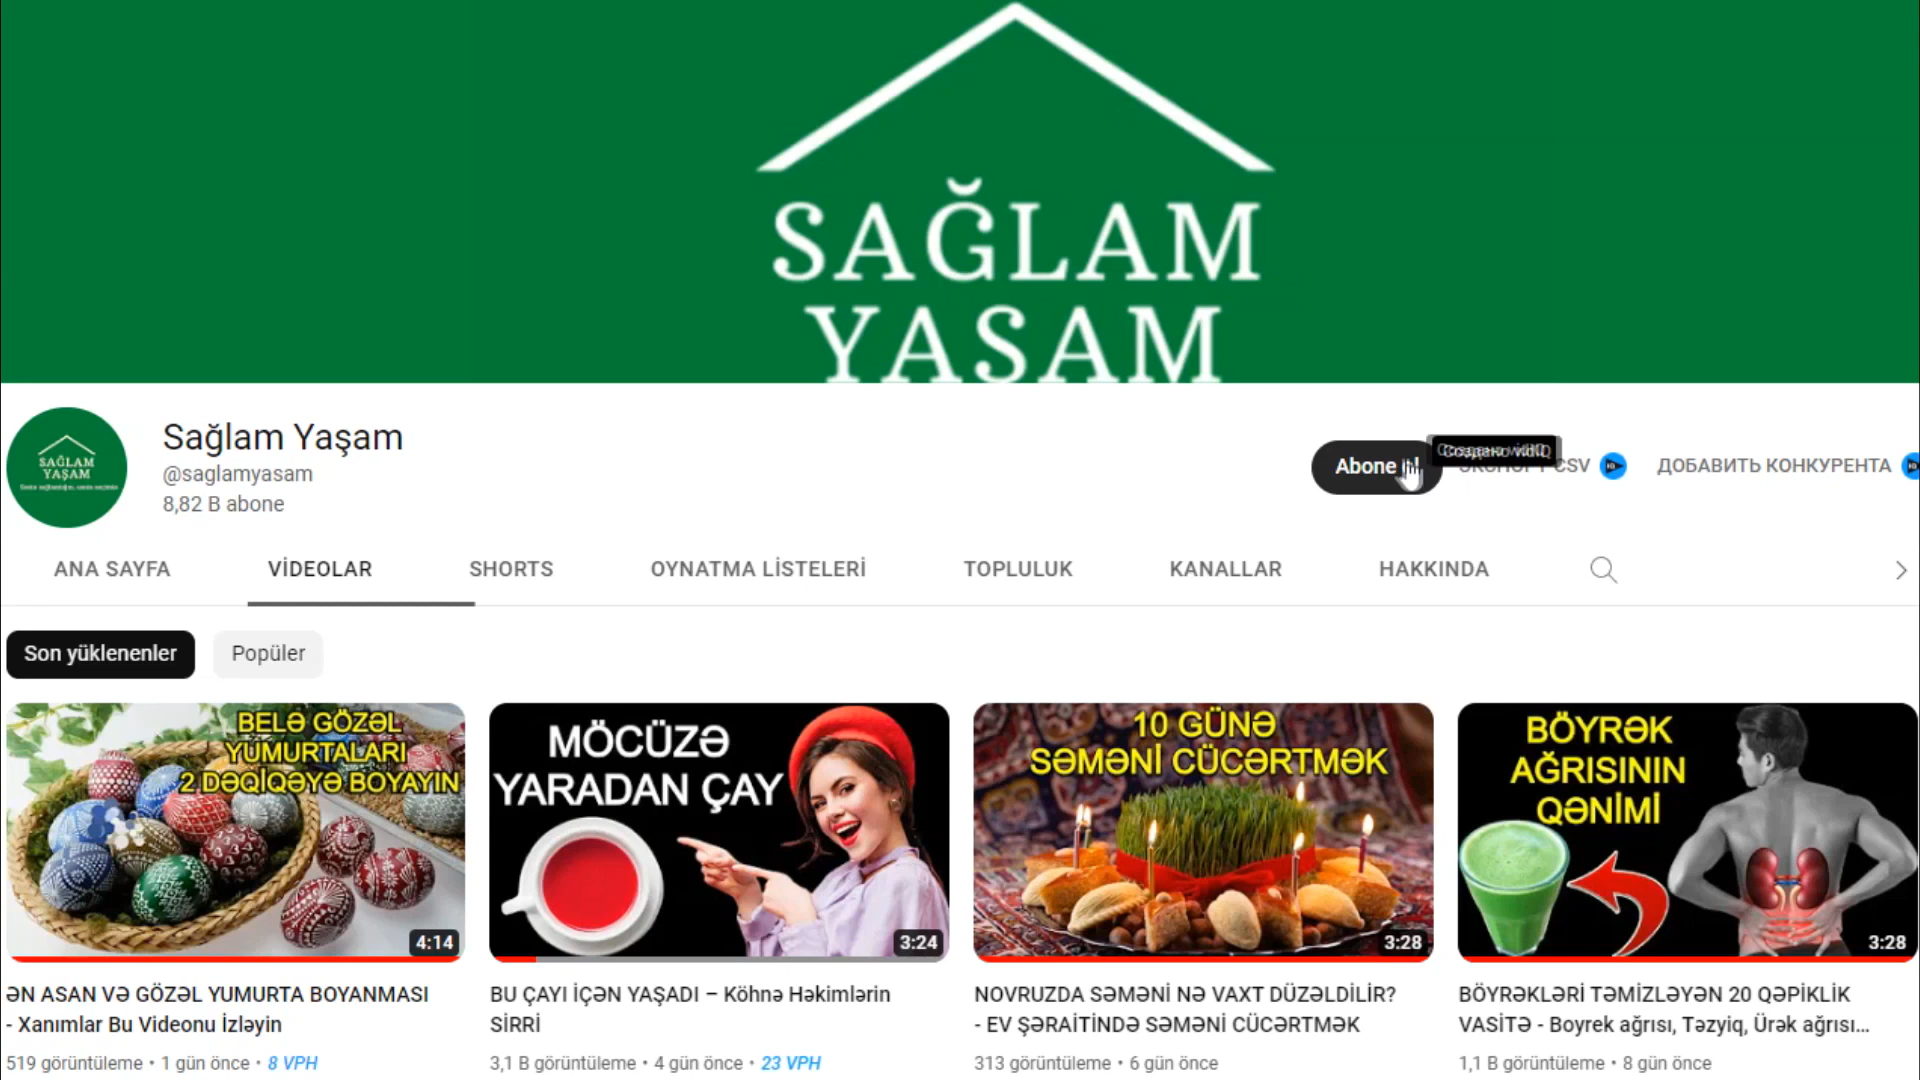 SAĞLAM
YAŞAM
SAĞLAM
YAŞAM
Sağlam Yaşam
@saglamyasam
8,82 B abone
Abone
Создано vidIQ
CSV
ДОБАВИТЬ КОНКУРЕНТА
ANA SAYFA
VİDEOLAR
SHORTS
OYNATMA LİSTELERİ
TOPLULUK
KANALLAR
HAKKINDA
Son yüklenenler
Popüler
BELƏ GÖZƏL
YUMURTALARI
2 DƏQİQƏYƏ BOYAYIN
4:14
MÖCÜZƏ
YARADAN ÇAY
3:24
10 GÜNƏ
SƏMƏNİ CÜCƏRTMƏK
3:28
BÖYRƏK
AĞRISININ
QƏNİMİ
3:28
ƏN ASAN VƏ GÖZƏL YUMURTA BOYANMASI
- Xanımlar Bu Videonu İzləyin
519 görüntüleme • 1 gün önce • 8 VPH
BU ÇAYI İÇƏN YAŞADI – Köhnə Həkimlərin
SİRRİ
3,1 B görüntüleme • 4 gün önce • 23 VPH
NOVRUZDA SƏMƏNİ NƏ VAXT DÜZƏLDİLİR?
- EV ŞƏRAİTİNDƏ SƏMƏNİ CÜCƏRTMƏK
313 görüntüleme • 6 gün önce
BÖYRƏKLƏRİ TƏMİZLƏYƏN 20 QƏPİKLİK
VASİTƏ - Boyrek ağrısı, Təzyiq, Ürək ağrısı...
1,1 B görüntüleme • 8 gün önce